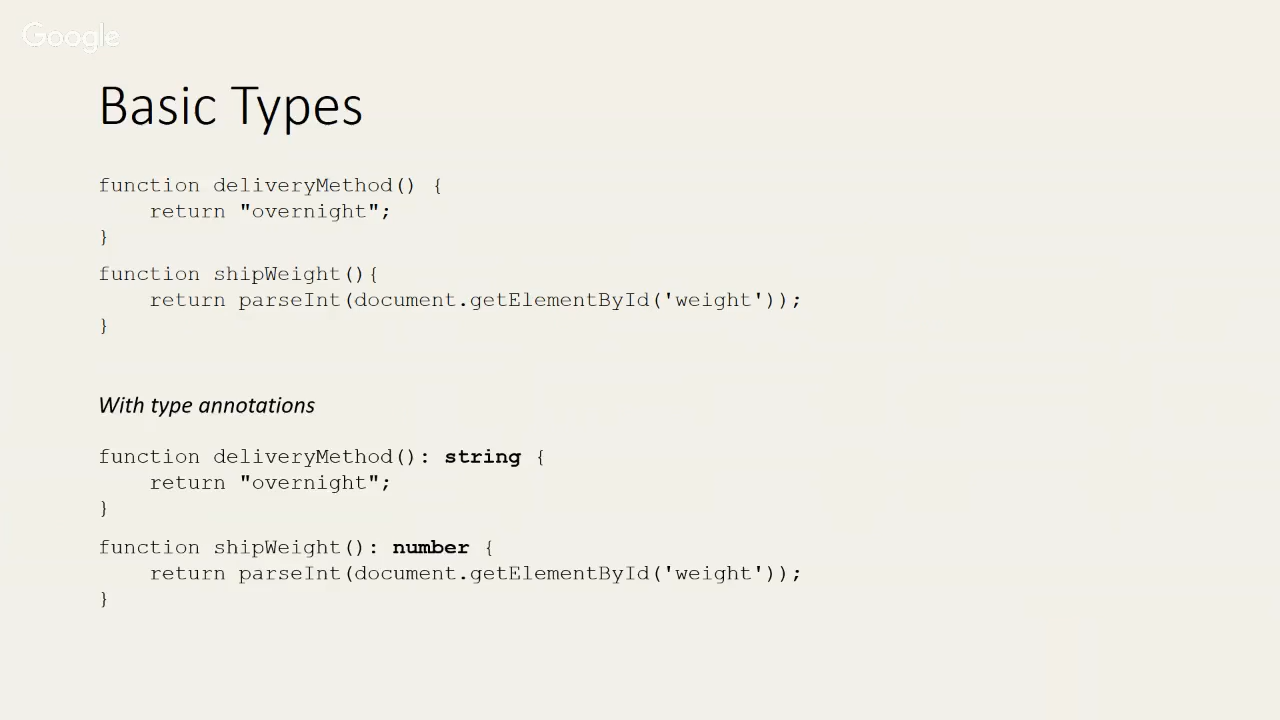 Google
Basic Types
function deliveryMethod() {
    return "overnight";
}
function shipWeight(){
    return parseInt(document.getElementById('weight'));
}
With type annotations
function deliveryMethod(): string {
    return "overnight";
}
function shipWeight(): number {
    return parseInt(document.getElementById('weight'));
}